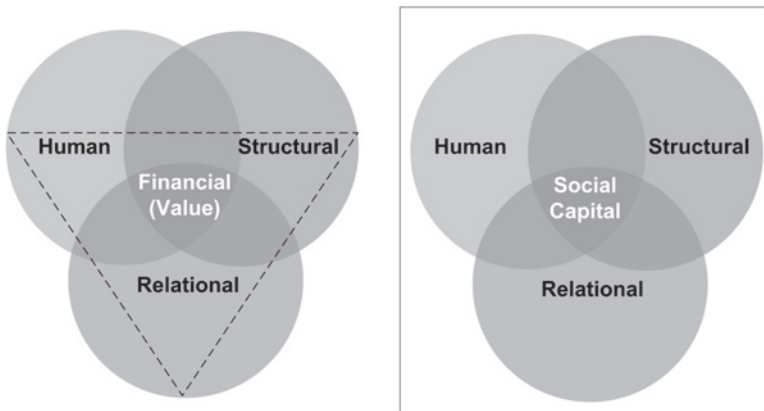 Human
Structural
Financial
(Value)
Relational
Human
Structural
Social
Capital
Relational